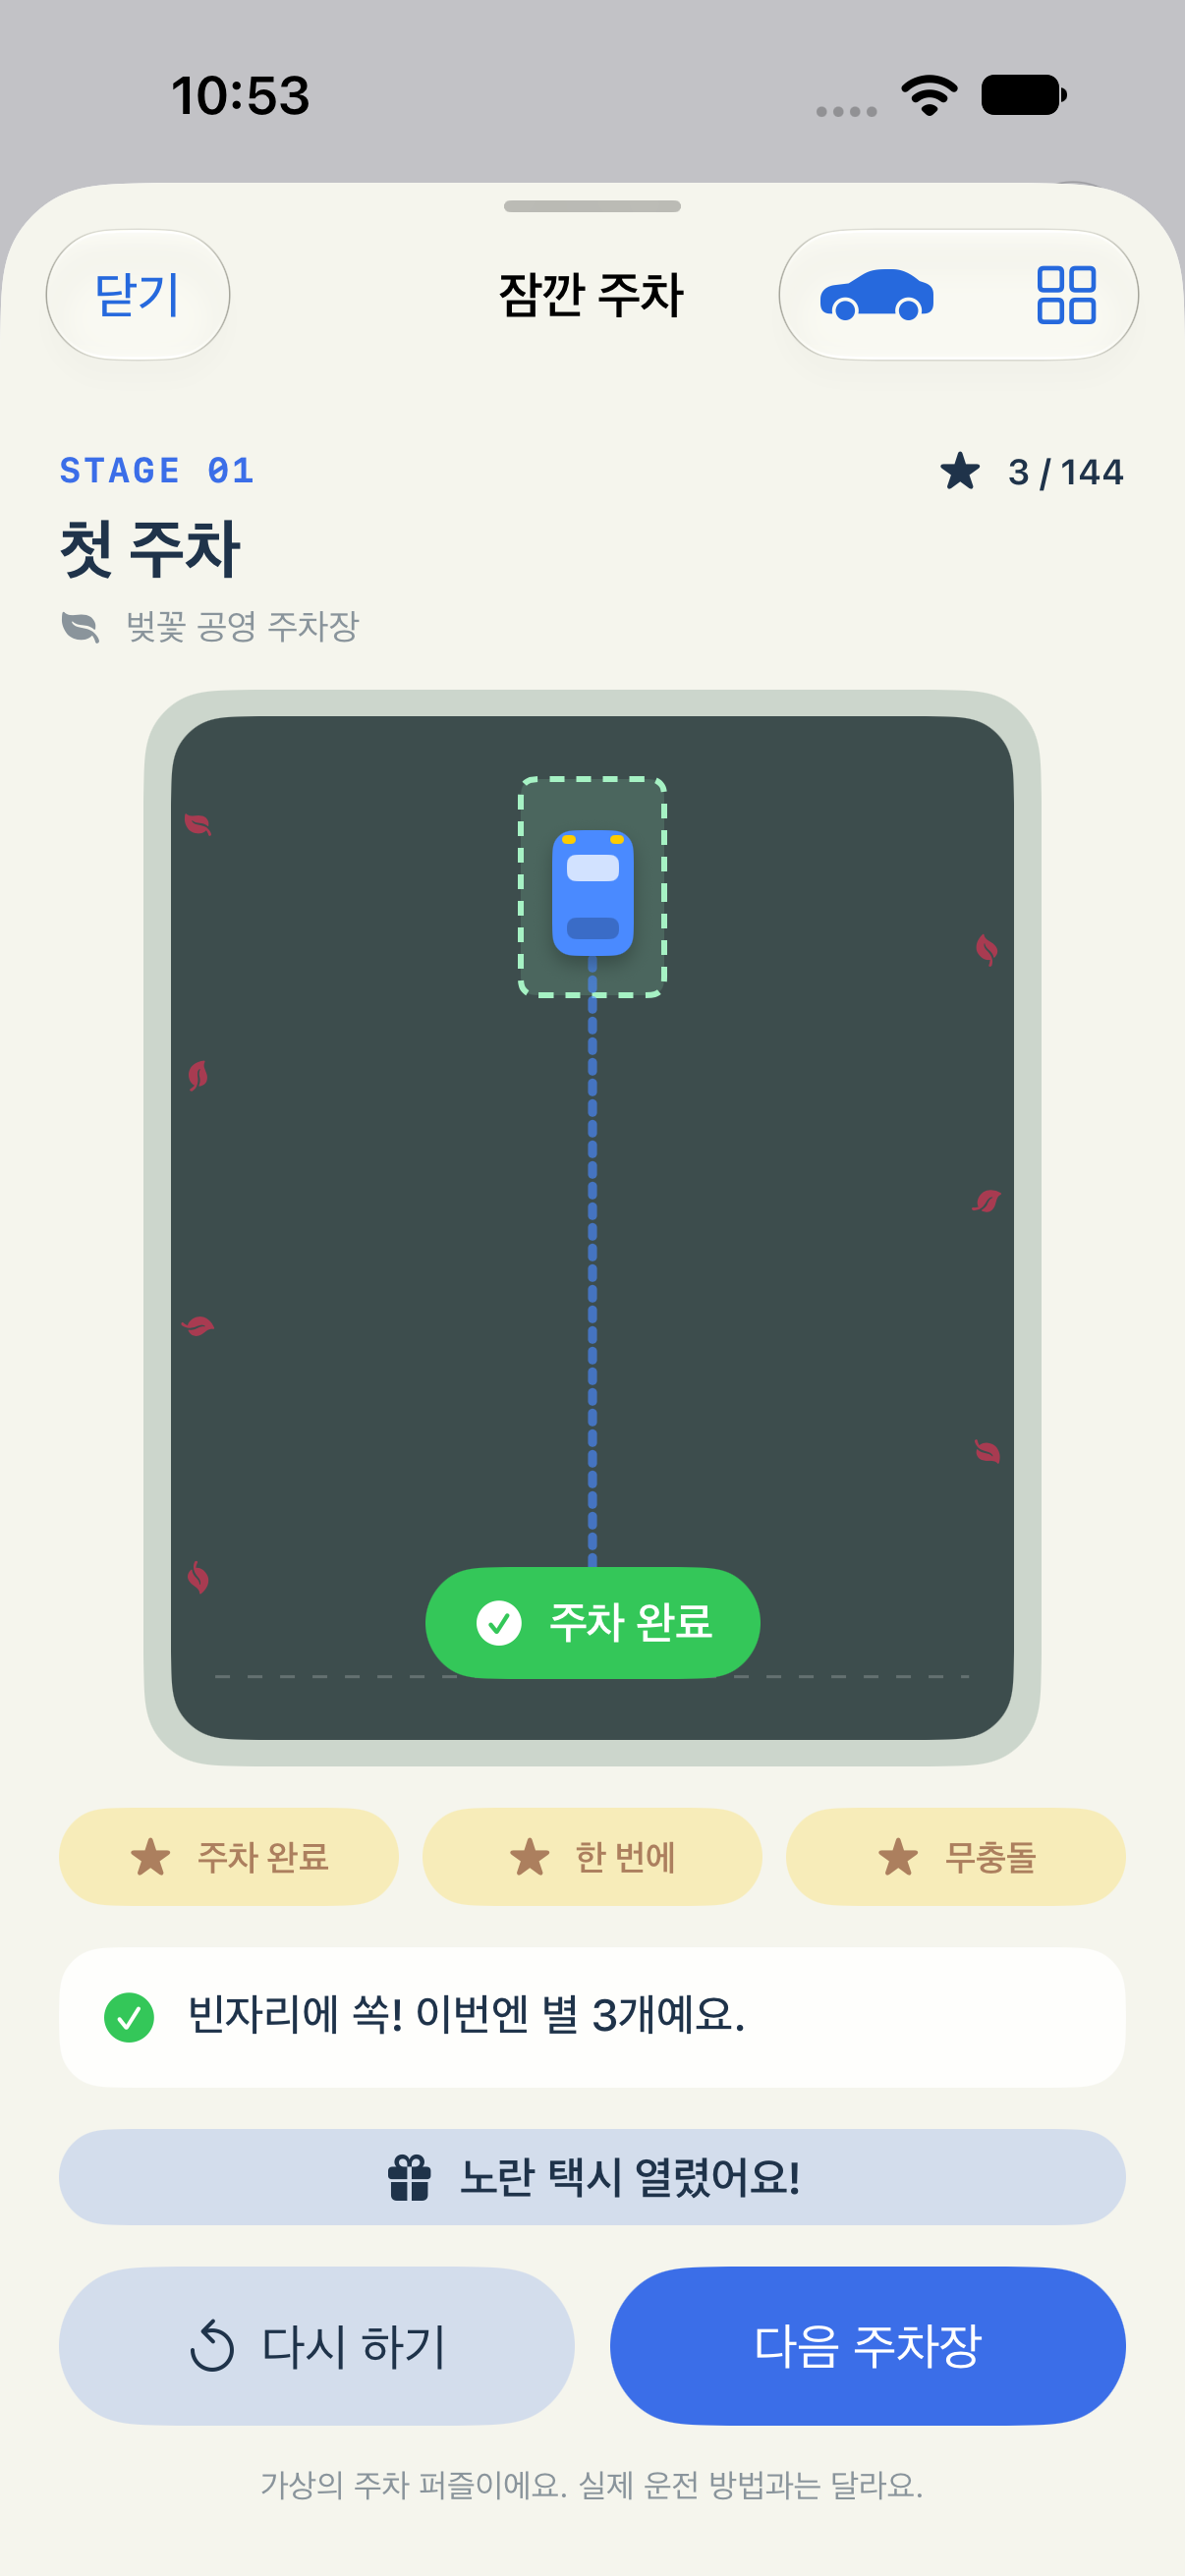 10:53
닫기
잠깐 주차
STAGE 01
3 / 144
첫 주차
벚꽃 공영 주차장
주차 완료
주차 완료
한 번에
무충돌
빈자리에 쏙! 이번엔 별 3개예요.
노란 택시 열렸어요!
다시 하기
다음 주차장
가상의 주차 퍼즐이에요. 실제 운전 방법과는 달라요.